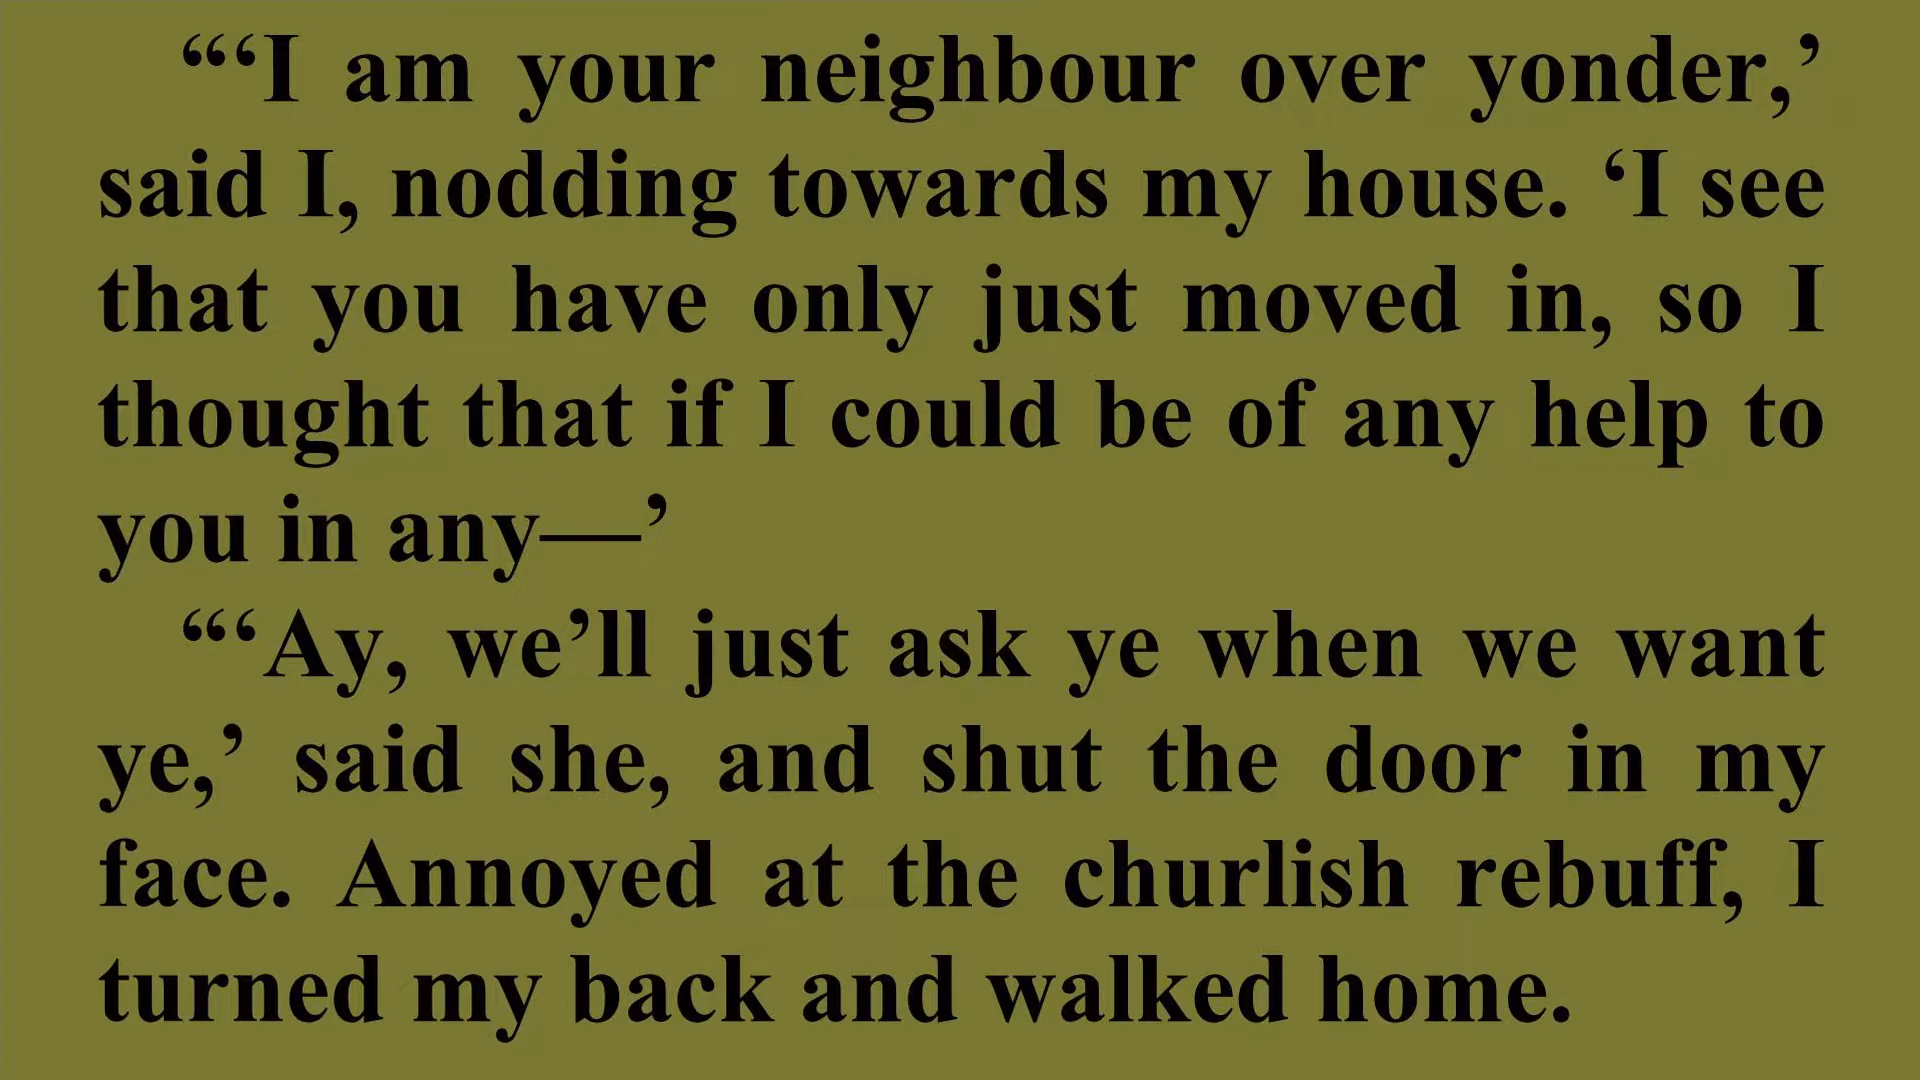 “‘I am your neighbour over yonder,’
said I, nodding towards my house. ‘I see
that you have only just moved in, so I
thought that if I could be of any help to
you in any—’
“‘Ay, we’ll just ask ye when we want
ye,’ said she, and shut the door in my
face. Annoyed at the churlish rebuff, I
turned my back and walked home.